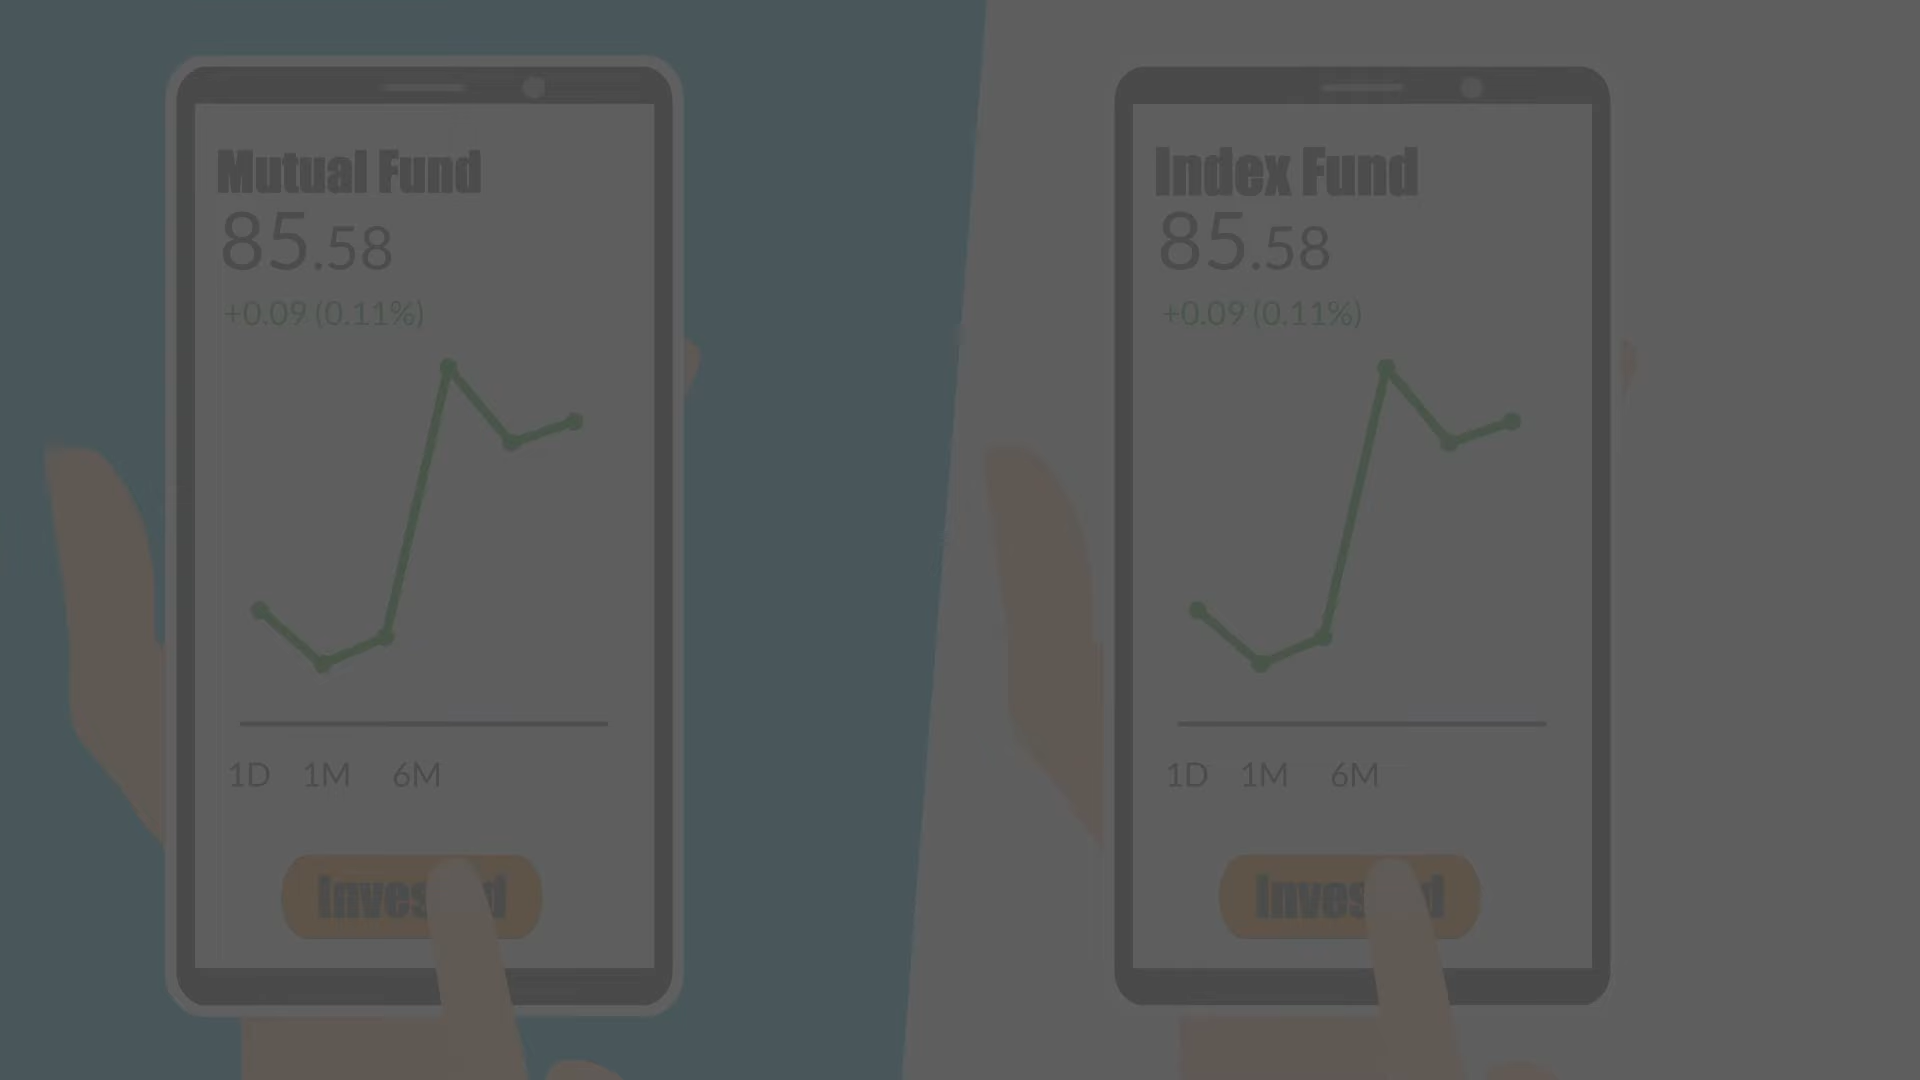 Mutual Fund
85.58
+0.09 (0.11%)
1D 1M 6M
Index Fund
85.58
+0.09 (0.11%)
1D 1M 6M